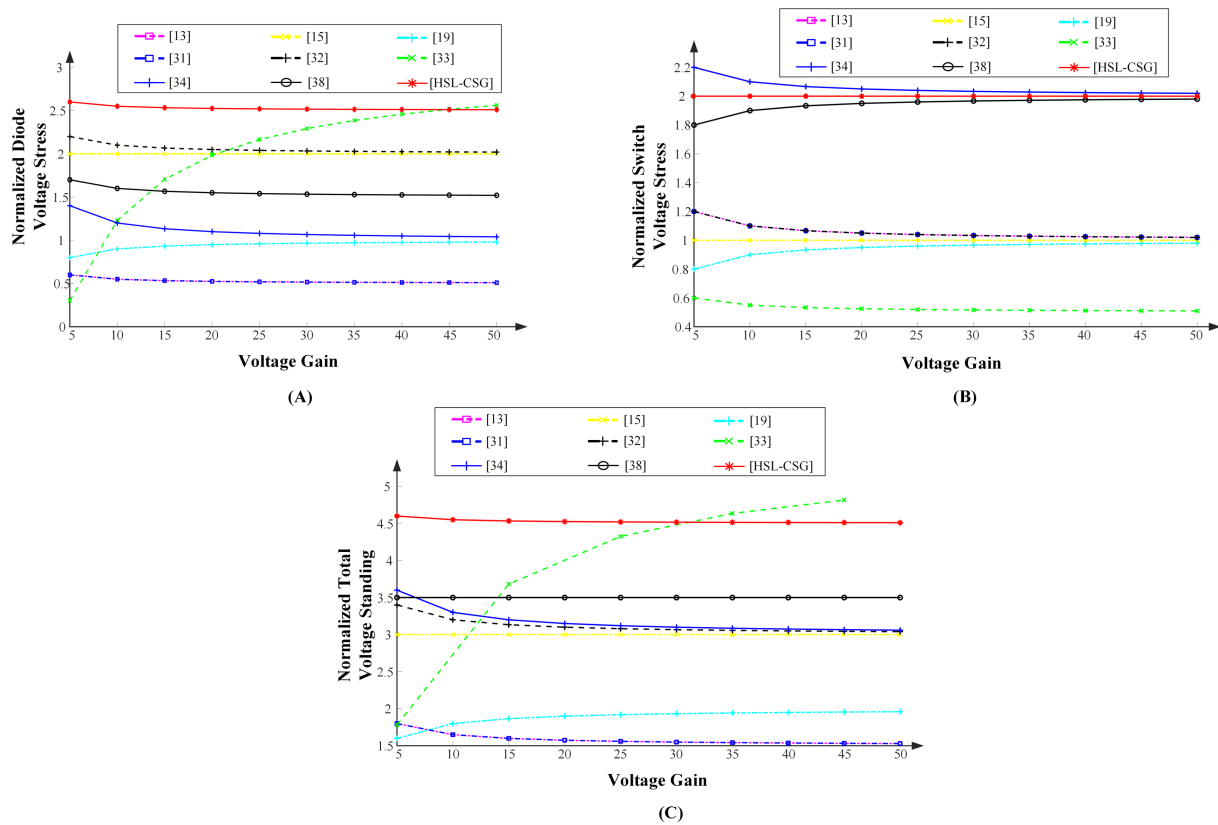 [13] [15] [19]
[31] [32] [33]
[34] [38] [HSL-CSG]
Normalized Diode
Voltage Stress
3
2.5
2
1.5
1
0.5
0
5 10 15 20 25 30 35 40 45 50
Voltage Gain
(A)
[13] [15] [19]
[31] [32] [33]
[34] [38] [HSL-CSG]
Normalized Switch
Voltage Stress
2.2
2
1.8
1.6
1.4
1.2
1
0.8
0.6
0.4
5 10 15 20 25 30 35 40 45 50
Voltage Gain
(B)
[13] [15] [19]
[31] [32] [33]
[34] [38] [HSL-CSG]
Normalized Total
Voltage Standing
5
4.5
4
3.5
3
2.5
2
1.5
5 10 15 20 25 30 35 40 45 50
Voltage Gain
(C)